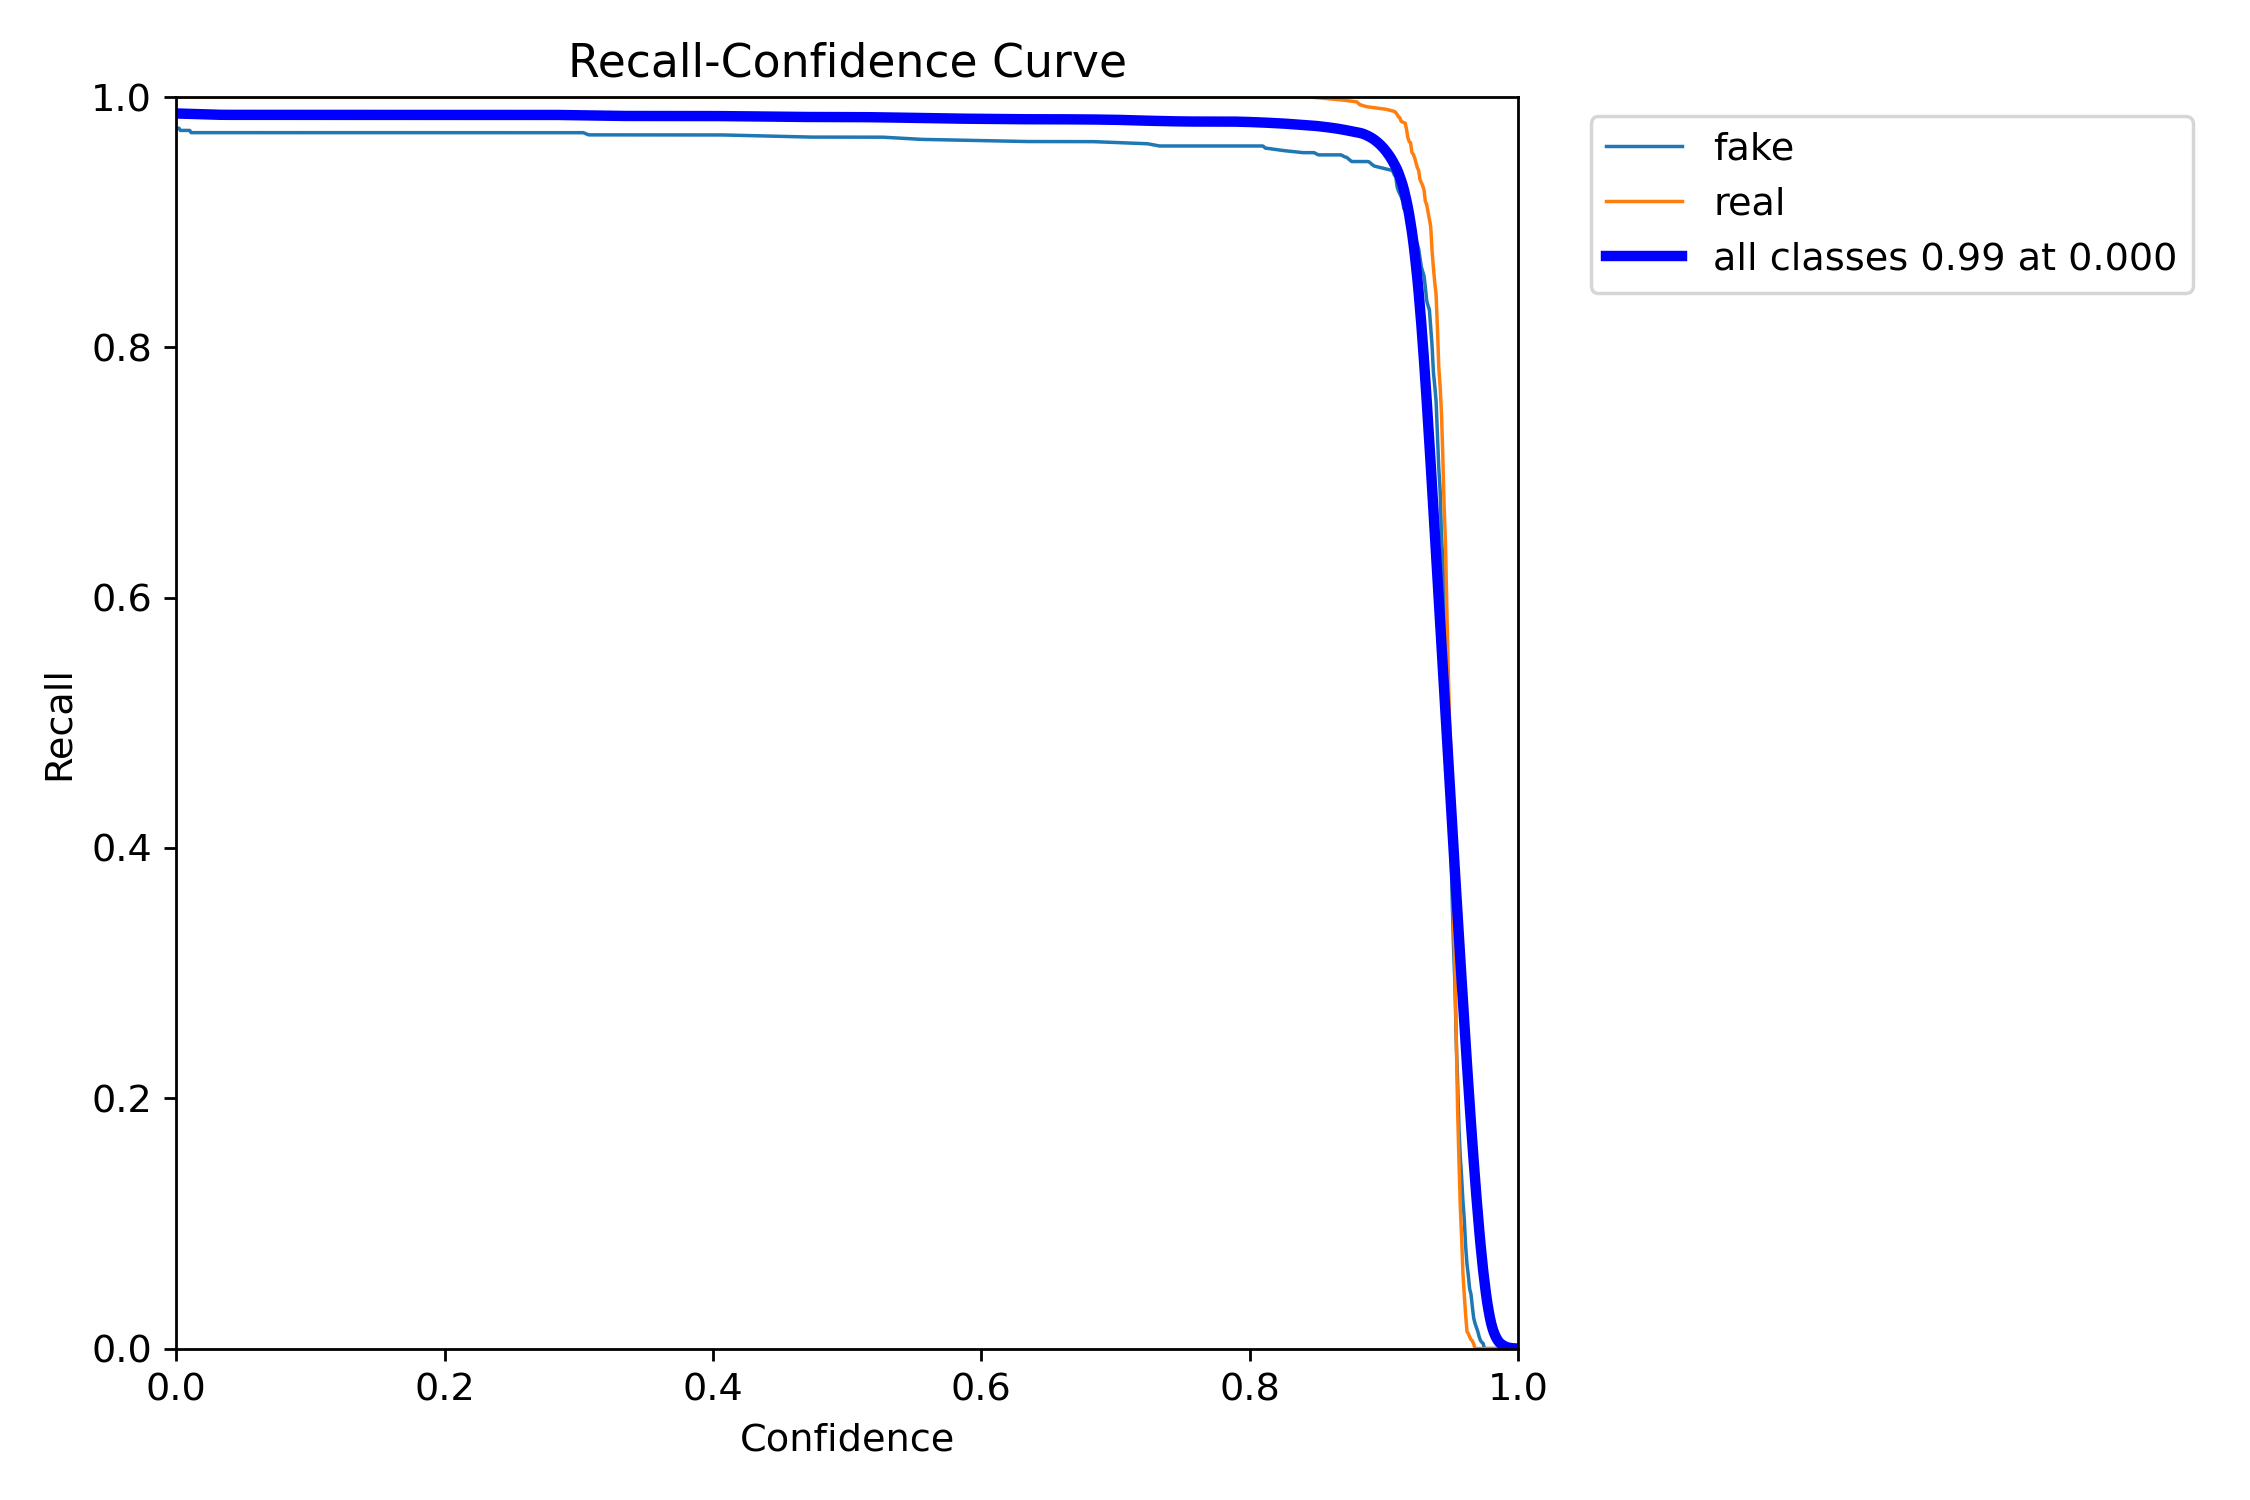 Recall-Confidence Curve
1.0
0.8
0.6
0.4
0.2
0.0
Recall
0.0 0.2 0.4 0.6 0.8 1.0
Confidence
fake
real
all classes 0.99 at 0.000